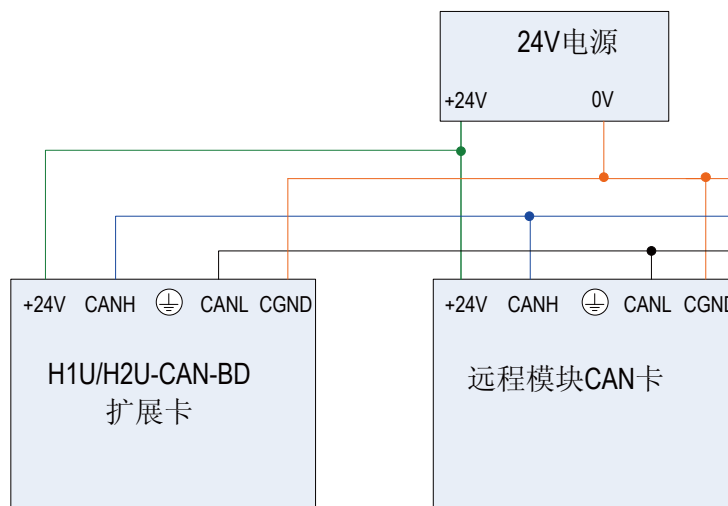 24V电源
+24V 0V
+24V CANH CANL CGND
H1U/H2U-CAN-BD
扩展卡
+24V CANH CANL CGND
远程模块CAN卡